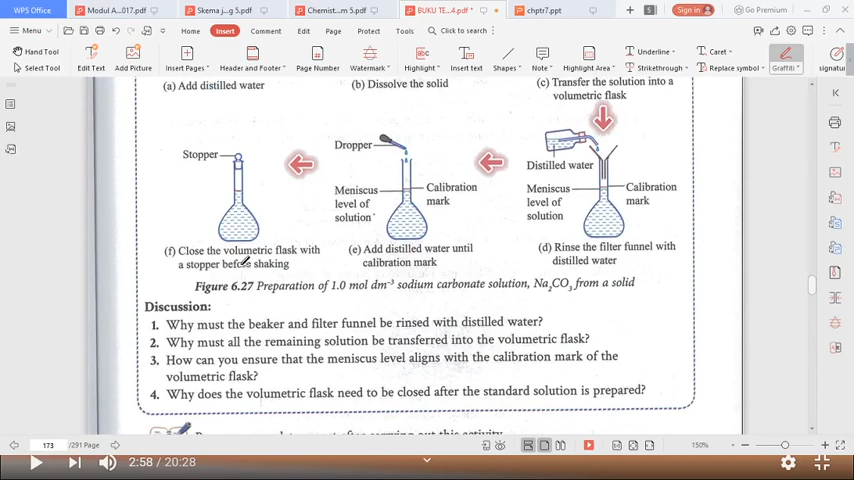 WPS Office
Modul A...017.pdf
Skema j...g 5.pdf
Chemist...m 5.pdf
BUKU TE...4.pdf *
chptr7.ppt
5
Sign in
Go Premium
Menu
Home
Insert
Comment
Edit
Page
Protect
Tools
Click to search
Hand Tool
Select Tool
Edit Text
Add Picture
Insert Pages
Header and Footer
Page Number
Watermark
Highlight
Insert Text
Shapes
Note
Area Highlight
Underline
Caret
Strikethrough
Replace symbol
Graffiti
signatur
(a) Add distilled water
(b) Dissolve the solid
(c) Transfer the solution into a
volumetric flask
Stopper
Dropper
Distilled water
Meniscus
level of
solution
Calibration
mark
Meniscus
level of
solution
Calibration
mark
(f) Close the volumetric flask with
a stopper before shaking
(e) Add distilled water until
calibration mark
(d) Rinse the filter funnel with
distilled water
Figure 6.27 Preparation of 1.0 mol dm⁻³ sodium carbonate solution, Na₂CO₃ from a solid
Discussion:
1. Why must the beaker and filter funnel be rinsed with distilled water?
2. Why must all the remaining solution be transferred into the volumetric flask?
3. How can you ensure that the meniscus level aligns with the calibration mark of the
volumetric flask?
4. Why does the volumetric flask need to be closed after the standard solution is prepared?
173 /291 Page
150%
2:58 / 20:28